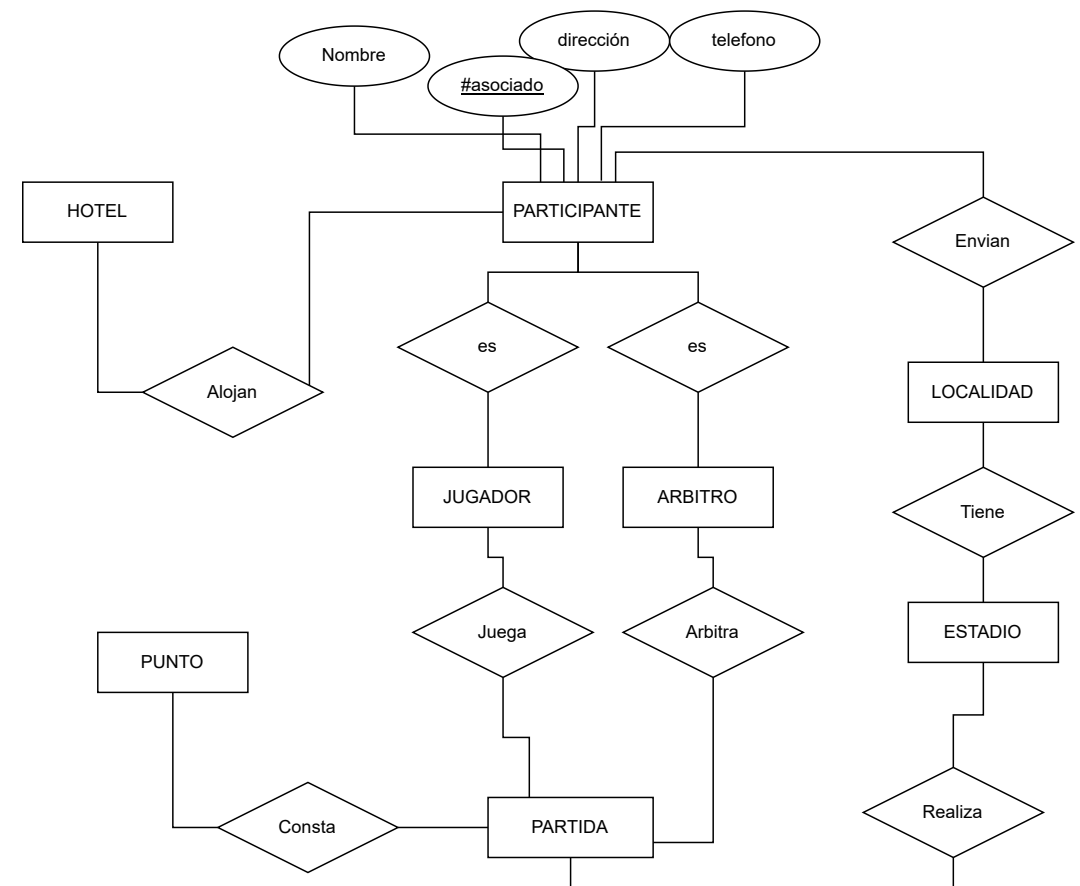 Nombre
#asociado
dirección
telefono
HOTEL
PARTICIPANTE
Envian
Alojan
es
es
LOCALIDAD
JUGADOR
ARBITRO
Tiene
Juega
Arbitra
ESTADIO
PUNTO
Consta
PARTIDA
Realiza